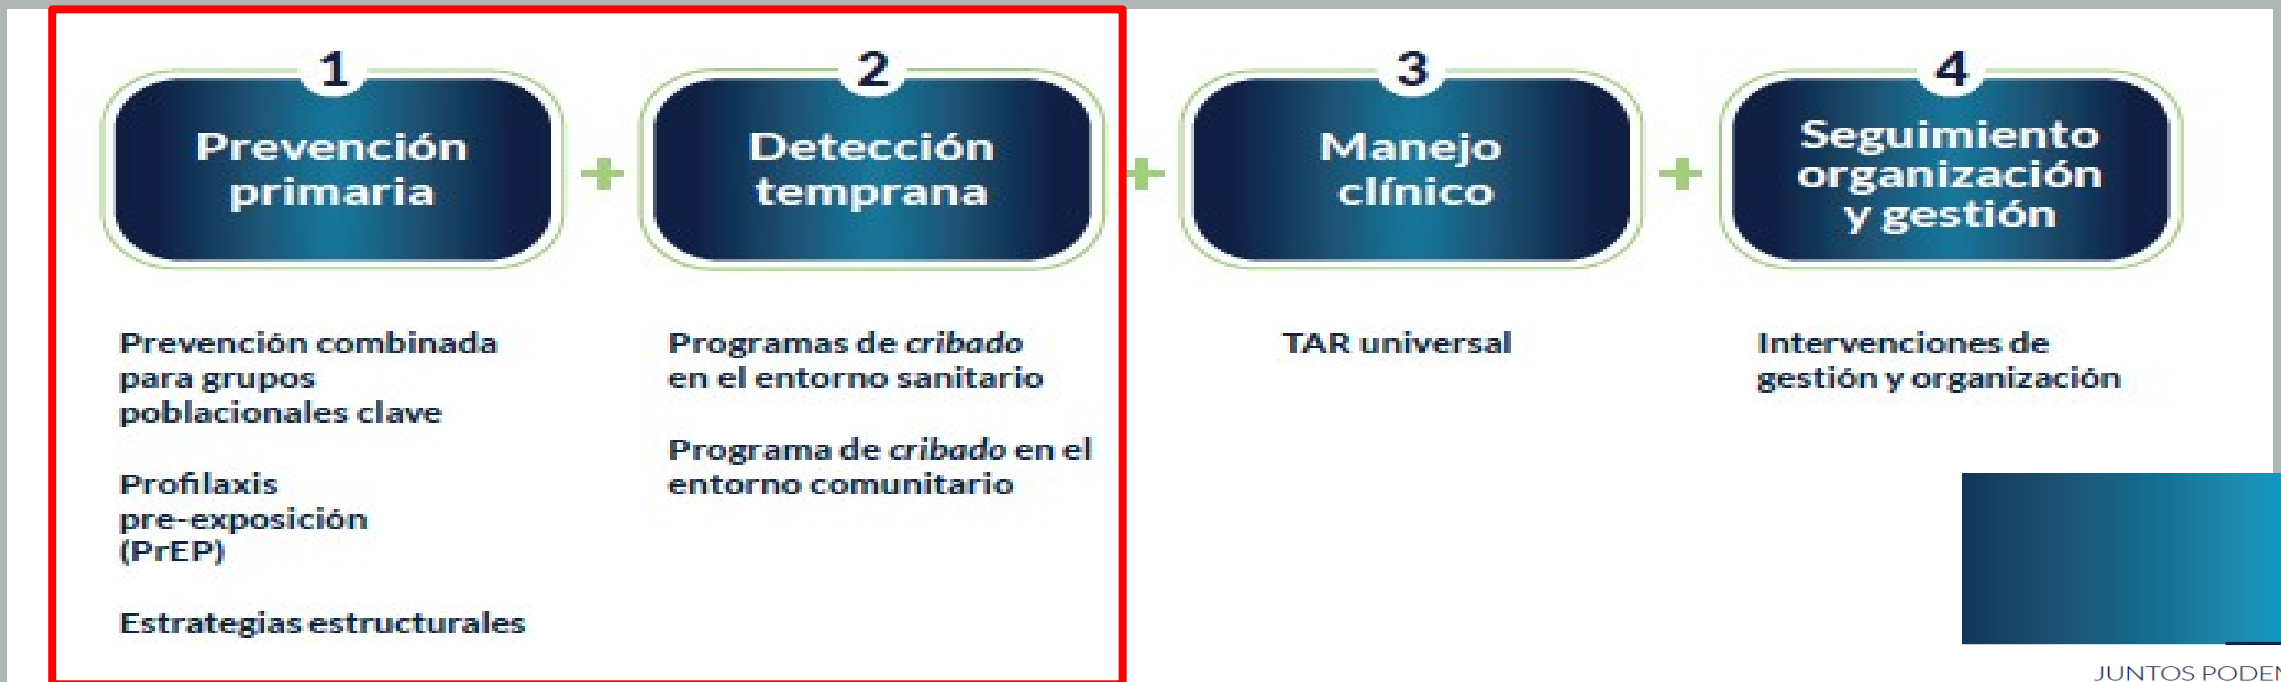 1
Prevención
primaria
Prevención combinada
para grupos
poblacionales clave
Profilaxis
pre-exposición
(PrEP)
Estrategias estructurales
2
Detección
temprana
Programas de cribado
en el entorno sanitario
Programa de cribado en el
entorno comunitario
3
Manejo
clínico
TAR universal
4
Seguimiento
organización
y gestión
Intervenciones de
gestión y organización
JUNTOS